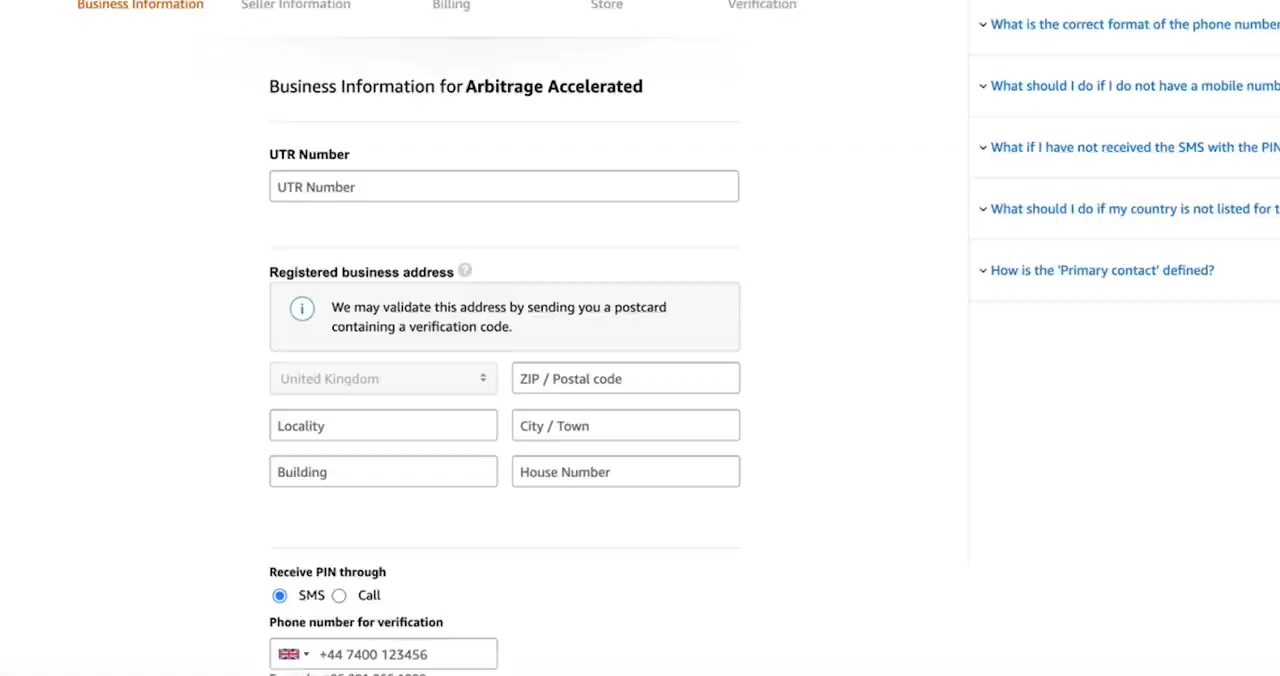 Business Information Seller Information Billing Store Verification
Business Information for Arbitrage Accelerated
UTR Number
UTR Number
Registered business address ?
i We may validate this address by sending you a postcard
containing a verification code.
United Kingdom ZIP / Postal code
Locality City / Town
Building House Number
Receive PIN through
SMS Call
Phone number for verification
+44 7400 123456
What is the correct format of the phone number
What should I do if I do not have a mobile numb
What if I have not received the SMS with the PIN
What should I do if my country is not listed for t
How is the 'Primary contact' defined?